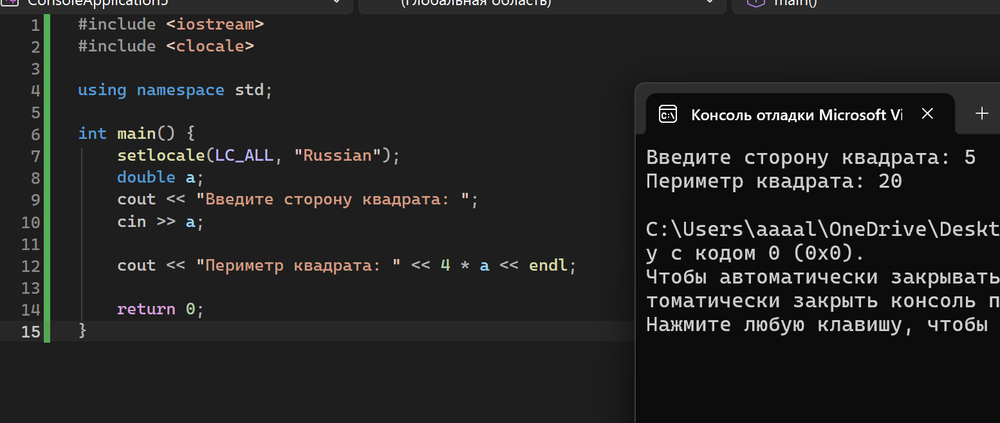 ConsoleApplication5
(Глобальная область)
main()
1 #include <iostream>
2 #include <clocale>
3
4 using namespace std;
5
6 int main() {
7 setlocale(LC_ALL, "Russian");
8 double a;
9 cout << "Введите сторону квадрата: ";
10 cin >> a;
11
12 cout << "Периметр квадрата: " << 4 * a << endl;
13
14 return 0;
15 }
Консоль отладки Microsoft Vi
Введите сторону квадрата: 5
Периметр квадрата: 20
C:\Users\aaaal\OneDrive\Deskt
у с кодом 0 (0x0).
Чтобы автоматически закрывать
томатически закрыть консоль п
Нажмите любую клавишу, чтобы